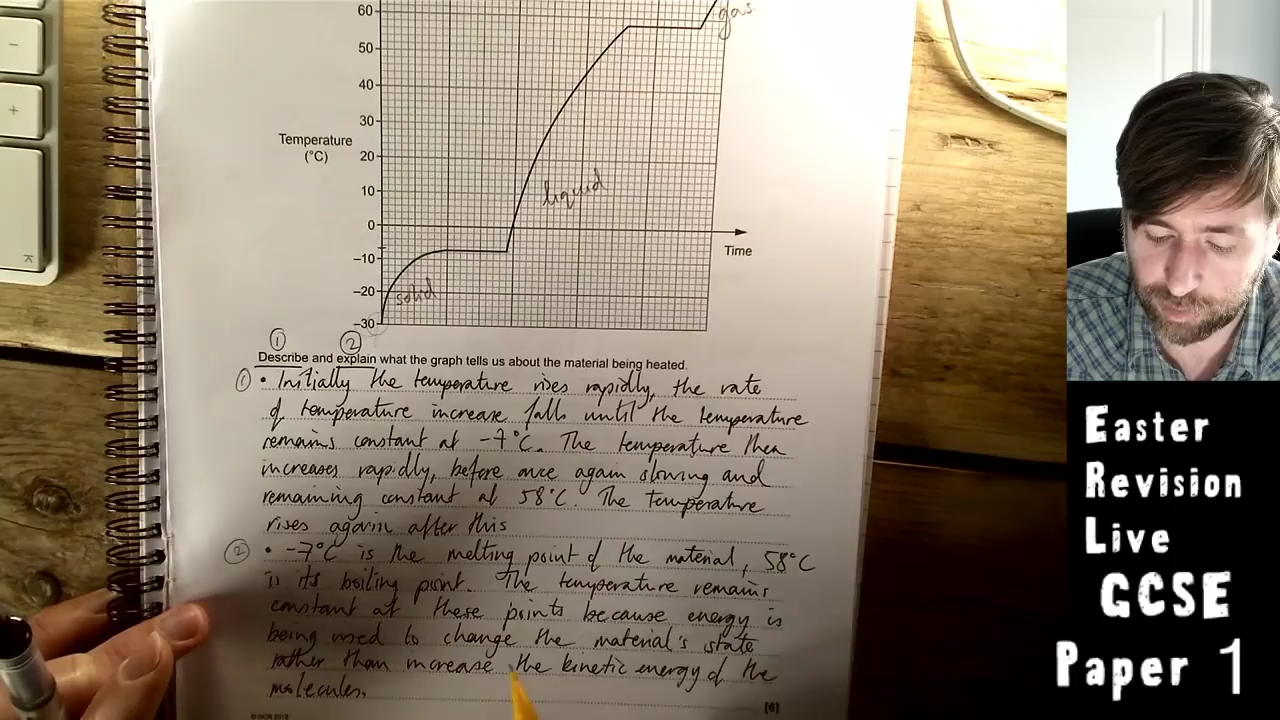 60
gas
50
40
30
Temperature
(°C)
20
10
liquid
0
Time
–10
–20
solid
–30
① ②
Describe and explain what the graph tells us about the material being heated.
① • Initially the temperature rises rapidly, the rate
of temperature increase falls until the temperature
remains constant at -7°C. The temperature then
increases rapidly, before once again slowing and
remaining constant at 58°C. The temperature
rises again after this
② • -7°C is the melting point of the material, 58°C
is its boiling point. The temperature remains
constant at these points because energy is
being used to change the material's state
rather than increase the kinetic energy of the
molecules.
[6]
© OCR 2018
Easter
Revision
Live
GCSE
Paper 1